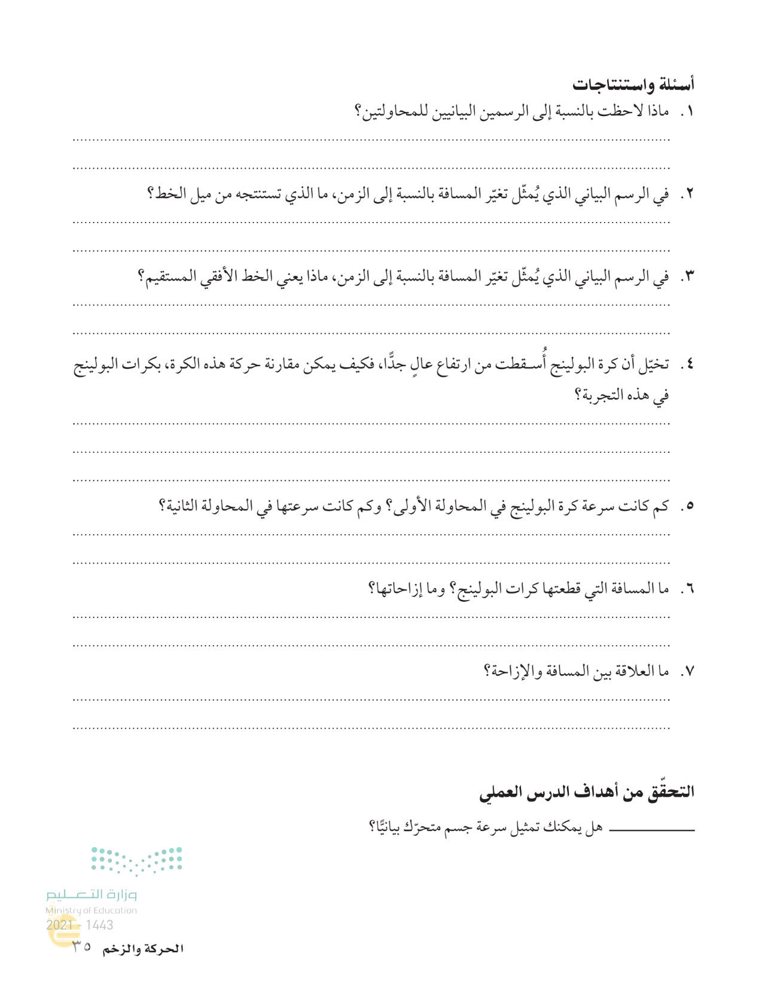 أسئلة واستنتاجات
١. ماذا لاحظت بالنسبة إلى الرسمين البيانيين للمحاولتين؟
٢. في الرسم البياني الذي يُمثّل تغيّر المسافة بالنسبة إلى الزمن، ما الذي تستنتجه من ميل الخط؟
٣. في الرسم البياني الذي يُمثّل تغيّر المسافة بالنسبة إلى الزمن، ماذا يعني الخط الأفقي المستقيم؟
٤. تخيّل أن كرة البولينج أُسقطت من ارتفاع عالٍ جدًّا، فكيف يمكن مقارنة حركة هذه الكرة، بكرات البولينج
في هذه التجربة؟
٥. كم كانت سرعة كرة البولينج في المحاولة الأولى؟ وكم كانت سرعتها في المحاولة الثانية؟
٦. ما المسافة التي قطعتها كرات البولينج؟ وما إزاحاتها؟
٧. ما العلاقة بين المسافة والإزاحة؟
التحقّق من أهداف الدرس العملي
هل يمكنك تمثيل سرعة جسم متحرّك بيانيًّا؟
وزارة التعليم
Ministry of Education
2021 - 1443
الحركة والزخم ٣٥